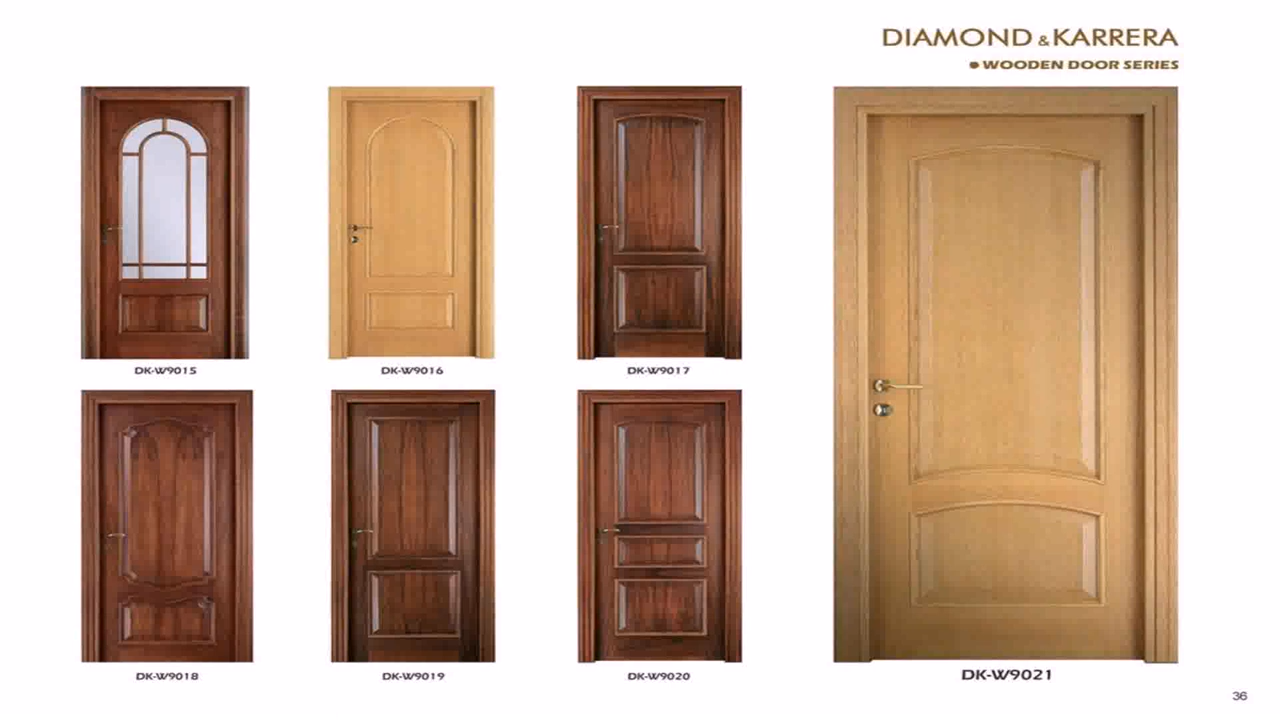 DIAMOND & KARRERA
● WOODEN DOOR SERIES
DK-W9015
DK-W9016
DK-W9017
DK-W9018
DK-W9019
DK-W9020
DK-W9021
36